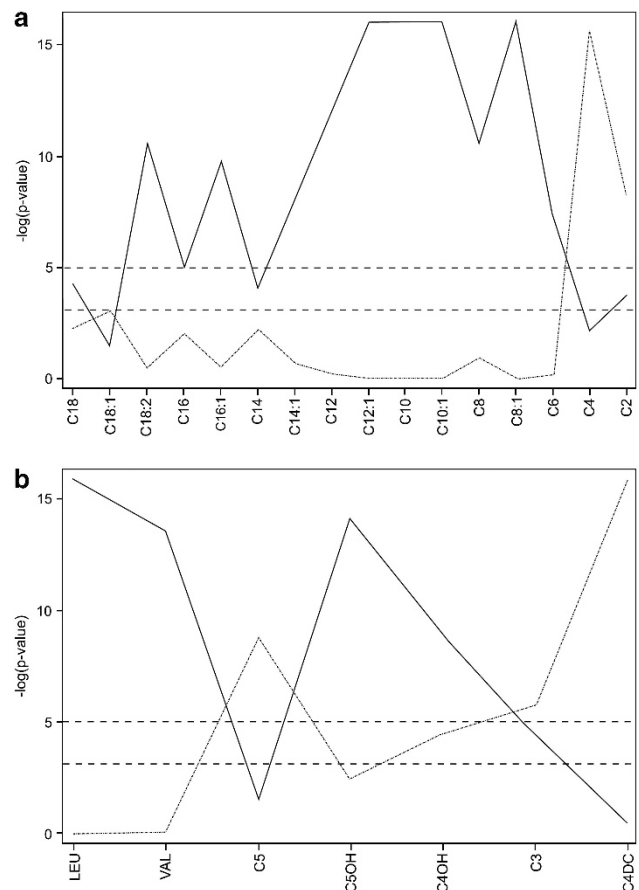 a
15
10
5
0
-log(p-value)
C18
C18:1
C18:2
C16
C16:1
C14
C14:1
C12
C12:1
C10
C10:1
C8
C8:1
C6
C4
C2
b
15
10
5
0
-log(p-value)
LEU
VAL
C5
C5OH
C4OH
C3
C4DC